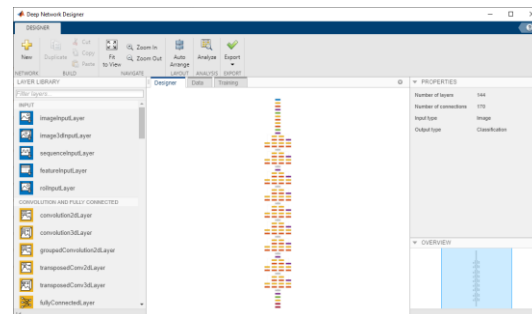 Deep Network Designer
DESIGNER
New
Duplicate
Cut
Copy
Paste
Fit
to View
Zoom In
Zoom Out
Auto
Arrange
Analyze
Export
NETWORK
BUILD
NAVIGATE
LAYOUT
ANALYSIS
EXPORT
LAYER LIBRARY
Filter layers...
INPUT
imageInputLayer
image3dInputLayer
sequenceInputLayer
featureInputLayer
roiInputLayer
CONVOLUTION AND FULLY CONNECTED
convolution2dLayer
convolution3dLayer
groupedConvolution2dLayer
transposedConv2dLayer
transposedConv3dLayer
fullyConnectedLayer
Designer
Data
Training
PROPERTIES
Number of layers 144
Number of connections 170
Input type Image
Output type Classification
OVERVIEW